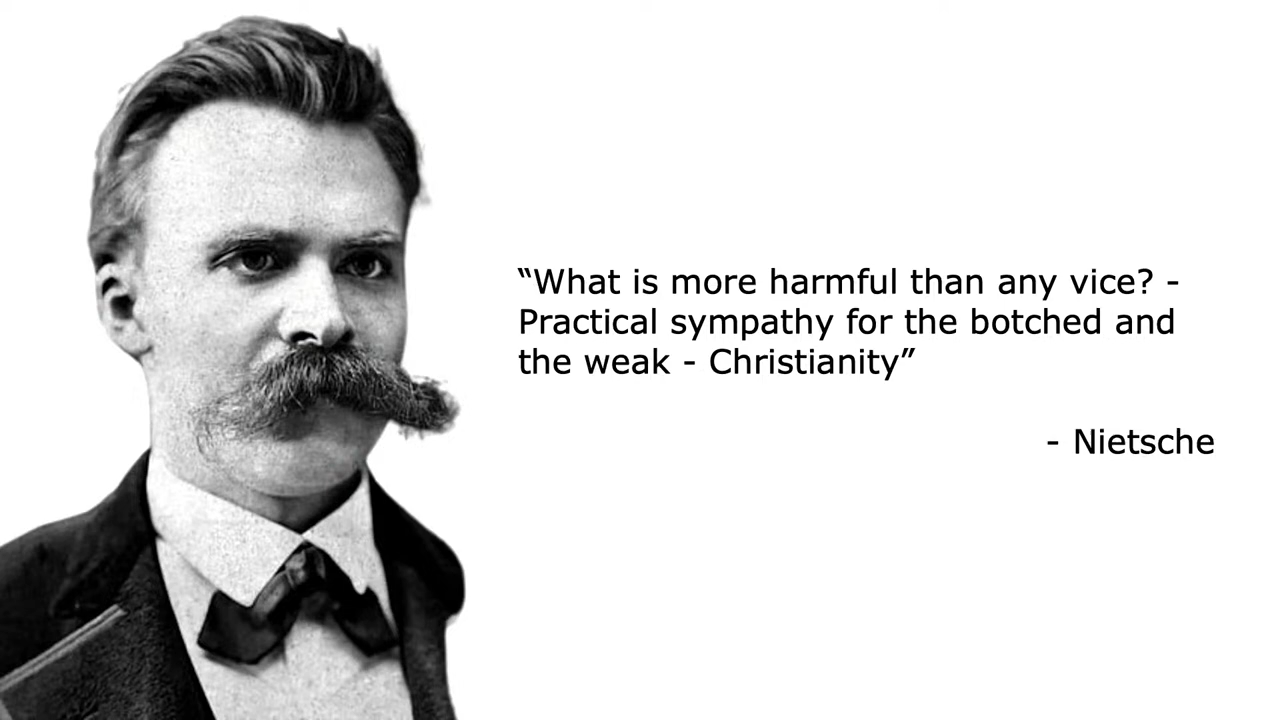 “What is more harmful than any vice? -
Practical sympathy for the botched and
the weak - Christianity”
- Nietsche